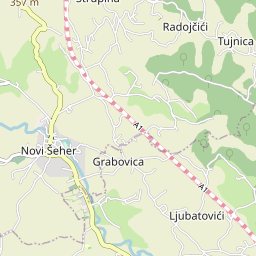 357 m
Strupina
Radojčići
Tujnica
A1
Novi Šeher
Grabovica
A1
Ljubatovići